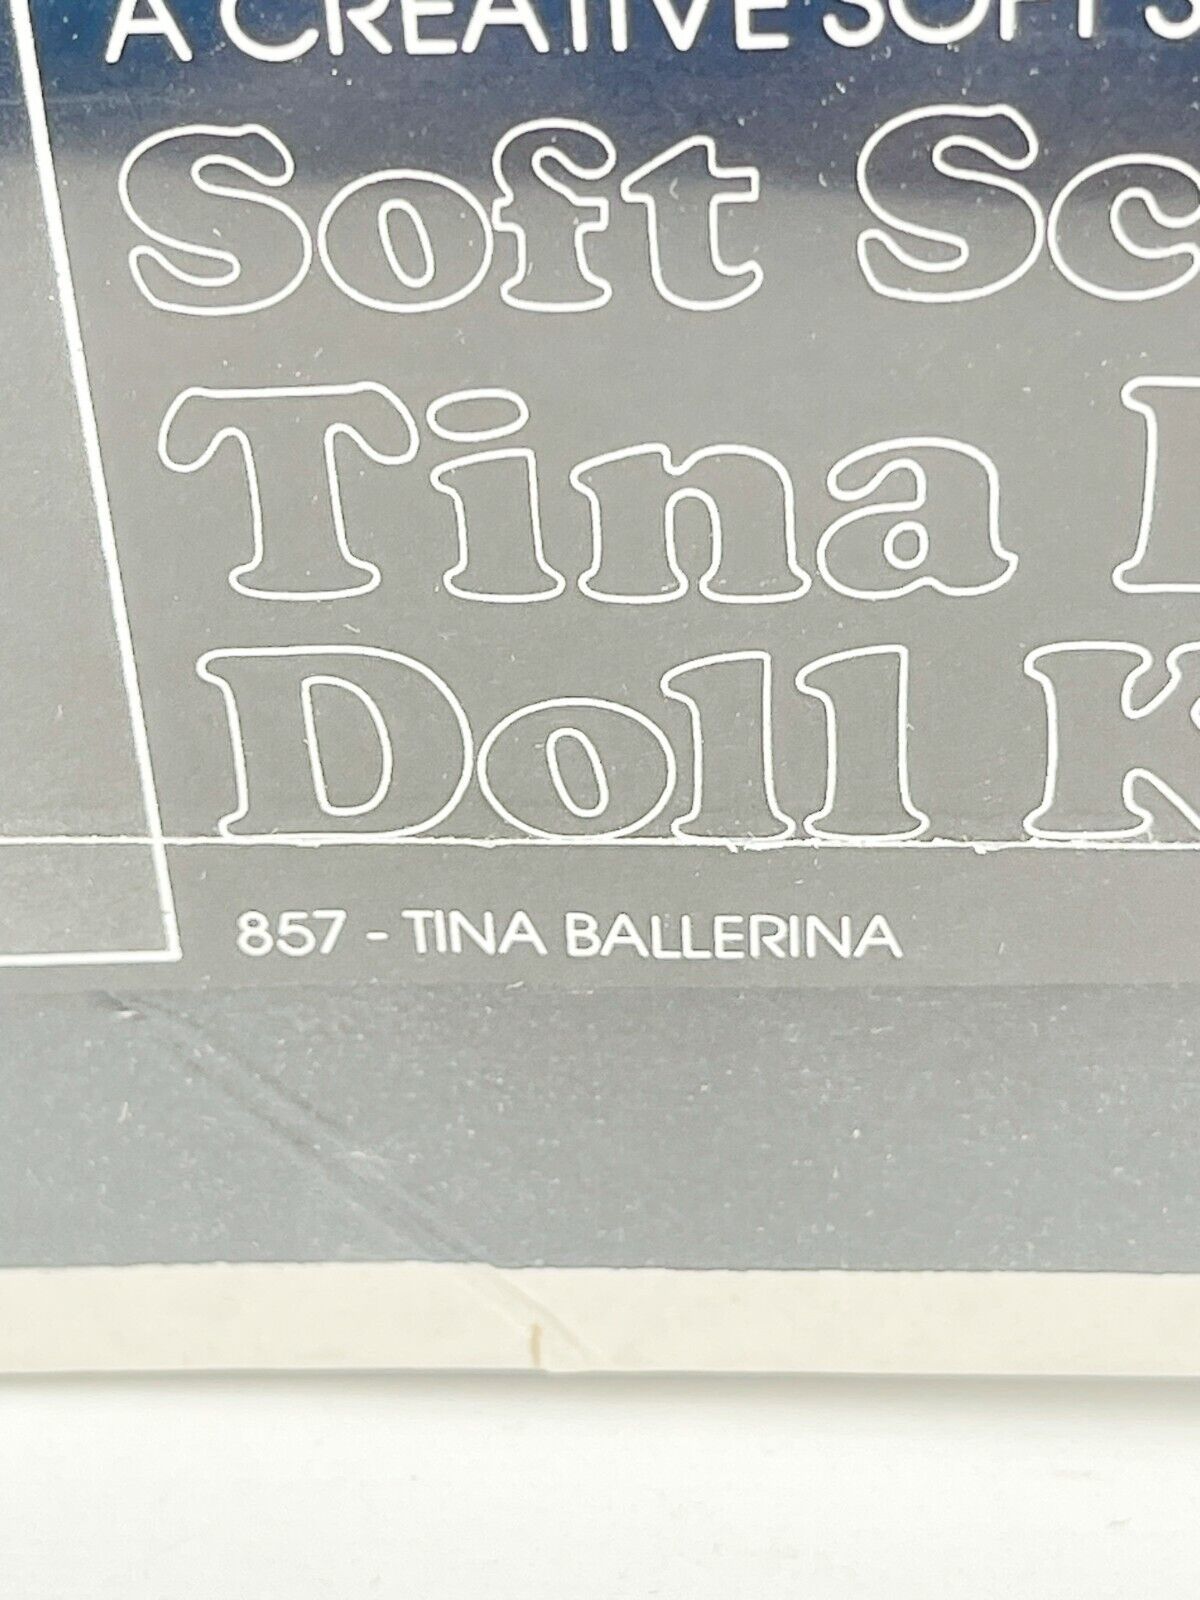 A CREATIVE SOFT S
Soft Sc
Tina
Doll K
857 - TINA BALLERINA